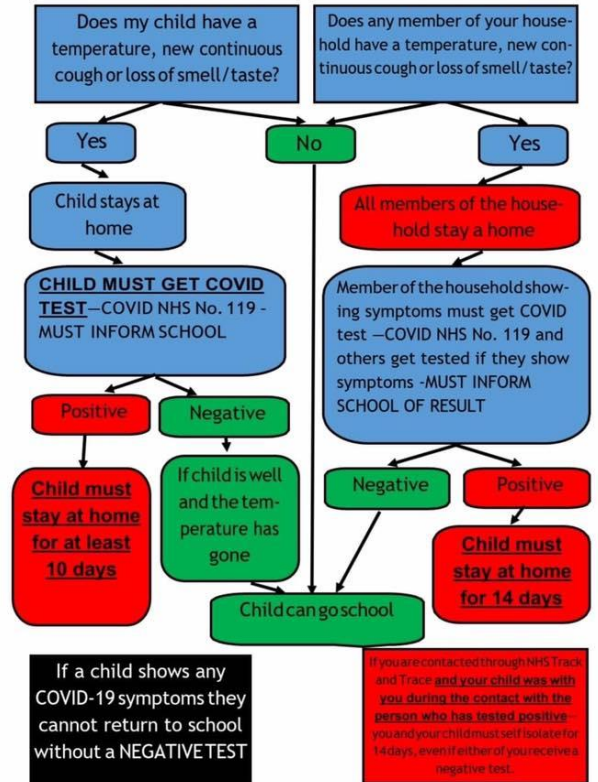 Does my child have a
temperature, new continuous
cough or loss of smell/taste?
Does any member of your house-
hold have a temperature, new con-
tinuous cough or loss of smell/taste?
Yes
No
Yes
Child stays at
home
All members of the house-
hold stay a home
CHILD MUST GET COVID
TEST—COVID NHS No. 119 -
MUST INFORM SCHOOL
Member of the household show-
ing symptoms must get COVID
test —COVID NHS No. 119 and
others get tested if they show
symptoms -MUST INFORM
SCHOOL OF RESULT
Positive
Negative
Child must
stay at home
for at least
10 days
If child is well
and the tem-
perature has
gone
Negative
Positive
Child must
stay at home
for 14 days
Child can go school
If a child shows any
COVID-19 symptoms they
cannot return to school
without a NEGATIVE TEST
If you are contacted through NHS Track
and Trace and your child was with
you during the contact with the
person who has tested positive—
you and your child must self isolate for
14 days, even if either of you receive a
negative test.